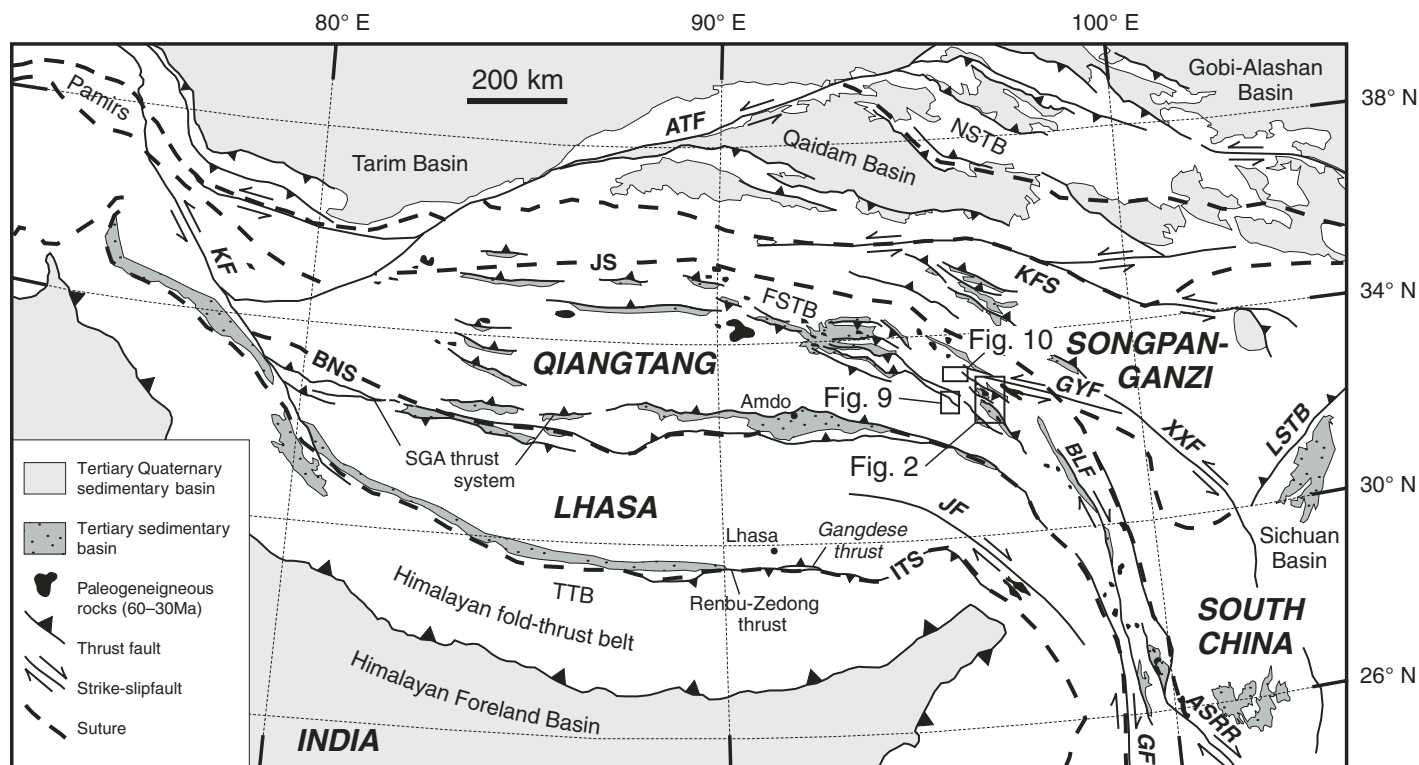 80° E
90° E
100° E
200 km
Gobi-Alashan
Basin
38° N
Pamirs
ATF
NSTB
Tarim Basin
Qaidam Basin
KF
JS
KFS
34° N
FSTB
Fig. 10
SONGPAN-
GANZI
BNS
QIANGTANG
GYF
Fig. 9
Amdo
XXF
LSTB
SGA thrust
system
BLF
Fig. 2
30° N
LHASA
JF
Sichuan
Basin
Lhasa
Gangdese
thrust
ITS
TTB
Renbu-Zedong
thrust
Himalayan fold-thrust belt
SOUTH
CHINA
26° N
Himalayan Foreland Basin
ASRR
INDIA
GF
Tertiary Quaternary
sedimentary basin
Tertiary sedimentary
basin
Paleogeneigneous
rocks (60–30Ma)
Thrust fault
Strike-slipfault
Suture